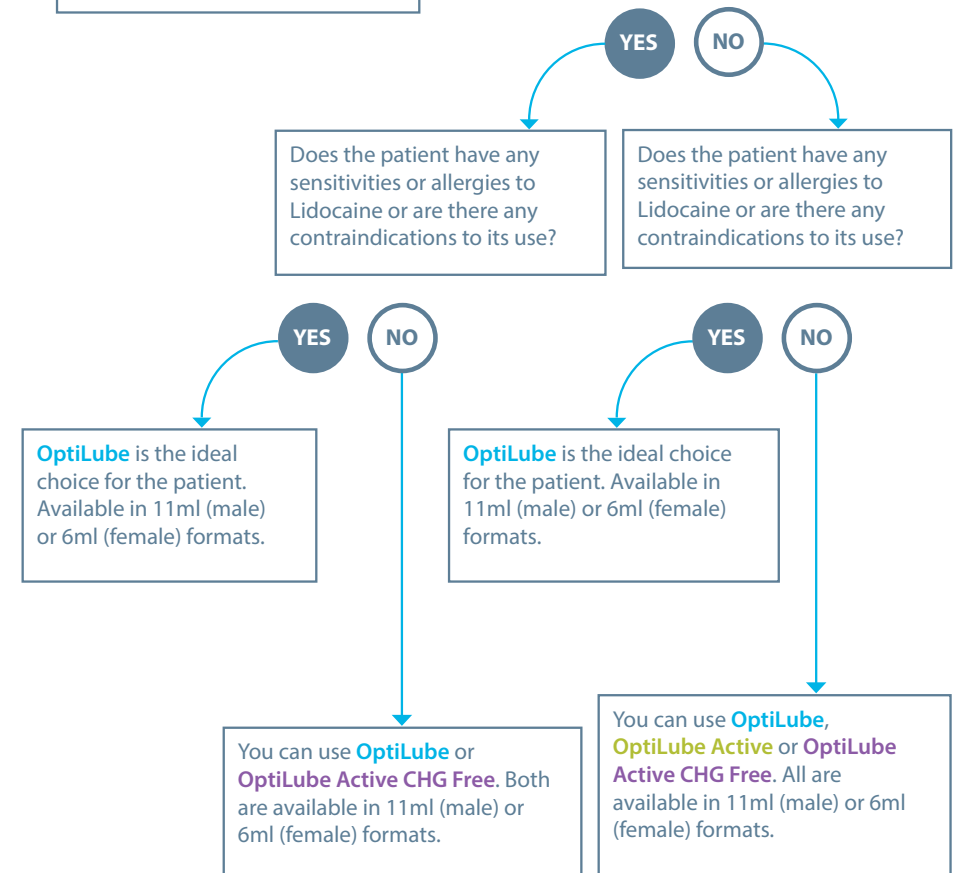 YES
NO
Does the patient have any
sensitivities or allergies to
Lidocaine or are there any
contraindications to its use?
Does the patient have any
sensitivities or allergies to
Lidocaine or are there any
contraindications to its use?
YES
NO
YES
NO
OptiLube is the ideal
choice for the patient.
Available in 11ml (male)
or 6ml (female) formats.
OptiLube is the ideal choice
for the patient. Available in
11ml (male) or 6ml (female)
formats.
You can use OptiLube or
OptiLube Active CHG Free. Both
are available in 11ml (male) or
6ml (female) formats.
You can use OptiLube,
OptiLube Active or OptiLube
Active CHG Free. All are
available in 11ml (male) or 6ml
(female) formats.